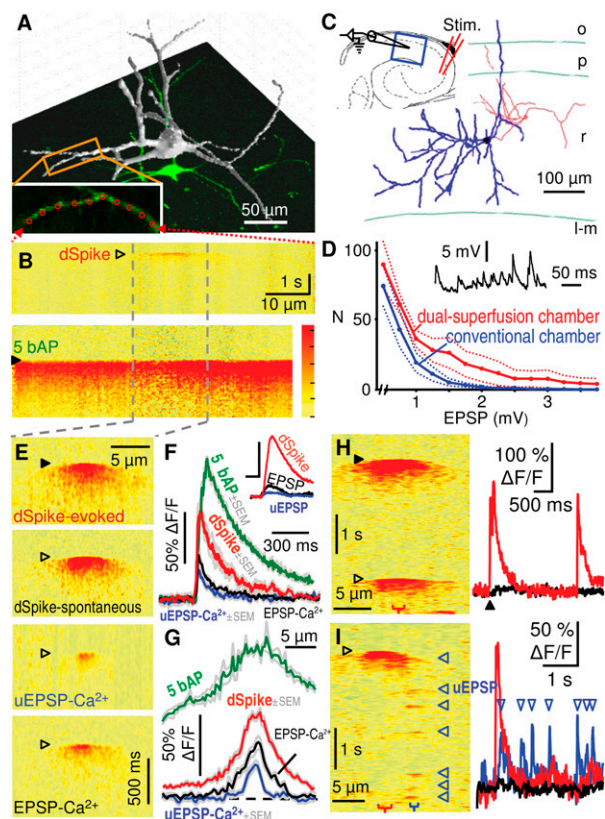 A
50 µm
B
dSpike
1 s
10 µm
5 bAP
C
Stim.
o
p
r
l-m
100 µm
D
100
50
0
N
5 mV
50 ms
dual-superfusion chamber
conventional chamber
1
2
3
EPSP (mV)
E
5 µm
dSpike-evoked
dSpike-spontaneous
uEPSP-Ca²⁺
EPSP-Ca²⁺
500 ms
F
50% ΔF/F
5 bAP
±SEM
dSpike
±SEM
dSpike
EPSP
uEPSP
300 ms
uEPSP-Ca²⁺±SEM
EPSP-Ca²⁺
G
5 µm
5 bAP
50% ΔF/F
dSpike±SEM
EPSP-Ca²⁺
uEPSP-Ca²⁺±SEM
H
1 s
5 µm
100 %
ΔF/F
500 ms
I
uEPSP
1 s
5 µm
50 %
ΔF/F
1 s